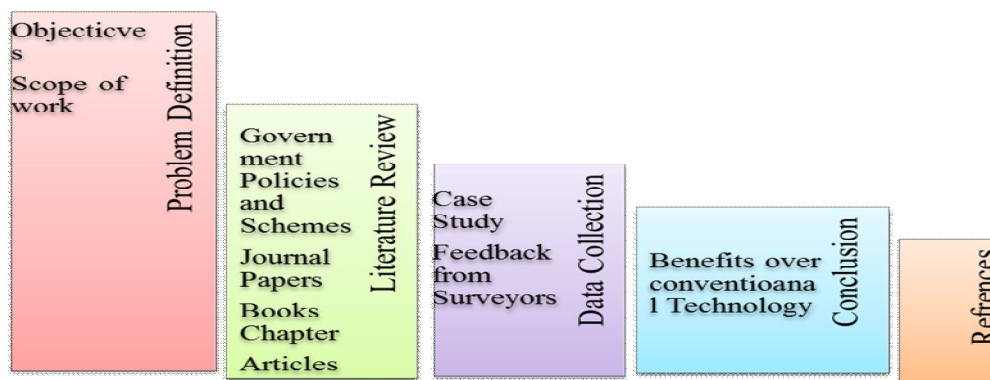 Objecticve
s
Scope of
work
Problem Definition
Govern
ment
Policies
and
Schemes
Journal
Papers
Books
Chapter
Articles
Literature Review
Case
Study
Feedback
from
Surveyors
Data Collection
Benefits over
conventioana
l Technology
Conclusion
Refrences